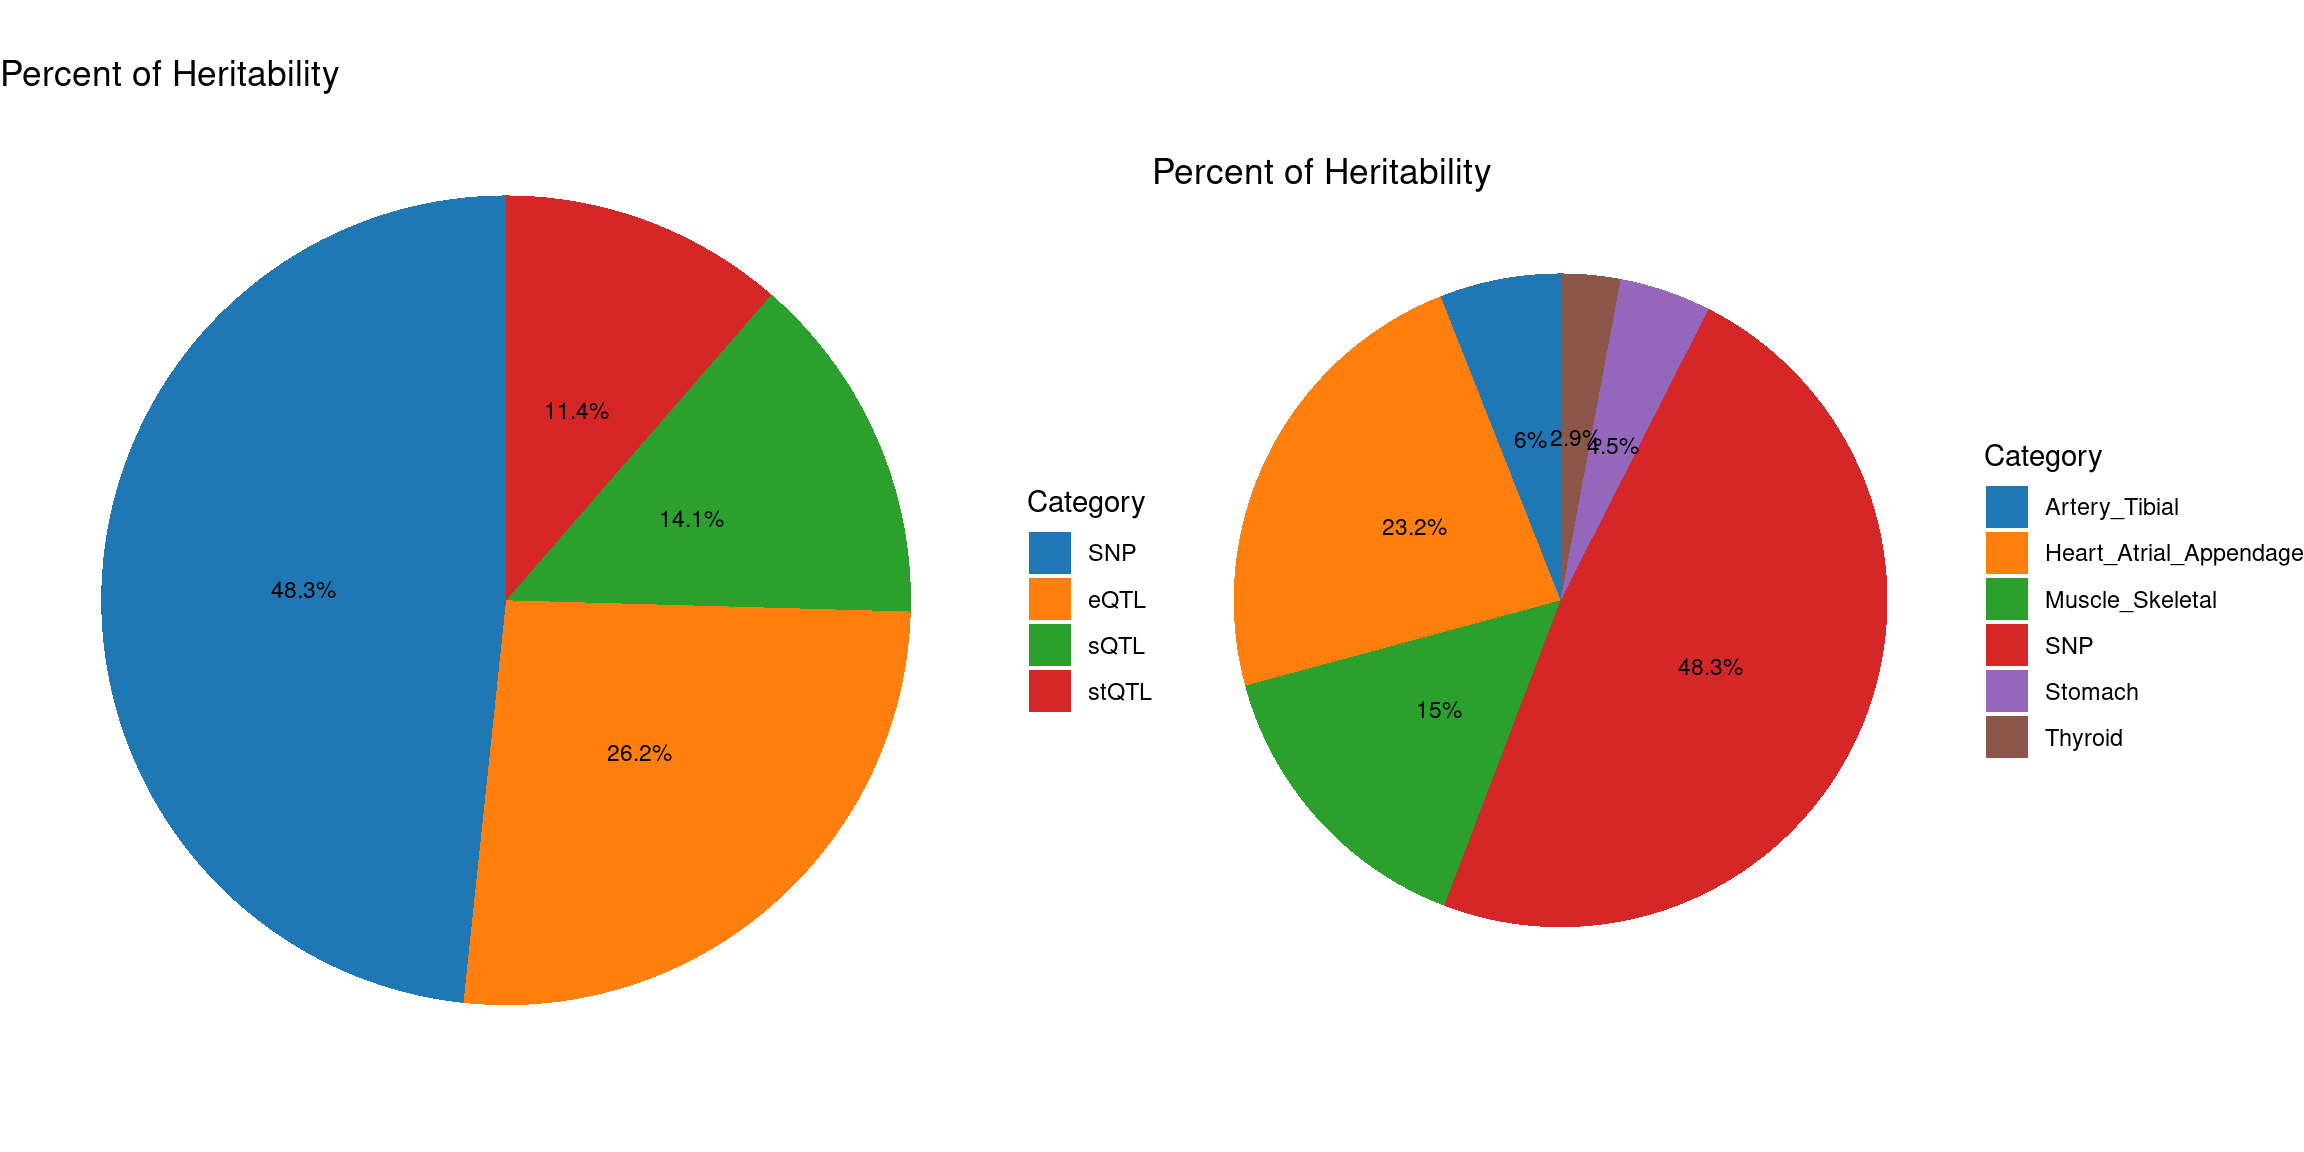 Percent of Heritability
11.4%
14.1%
48.3%
26.2%
Category
SNP
eQTL
sQTL
stQTL
Percent of Heritability
6%
2.9%
4.5%
23.2%
48.3%
15%
Category
Artery_Tibial
Heart_Atrial_Appendage
Muscle_Skeletal
SNP
Stomach
Thyroid